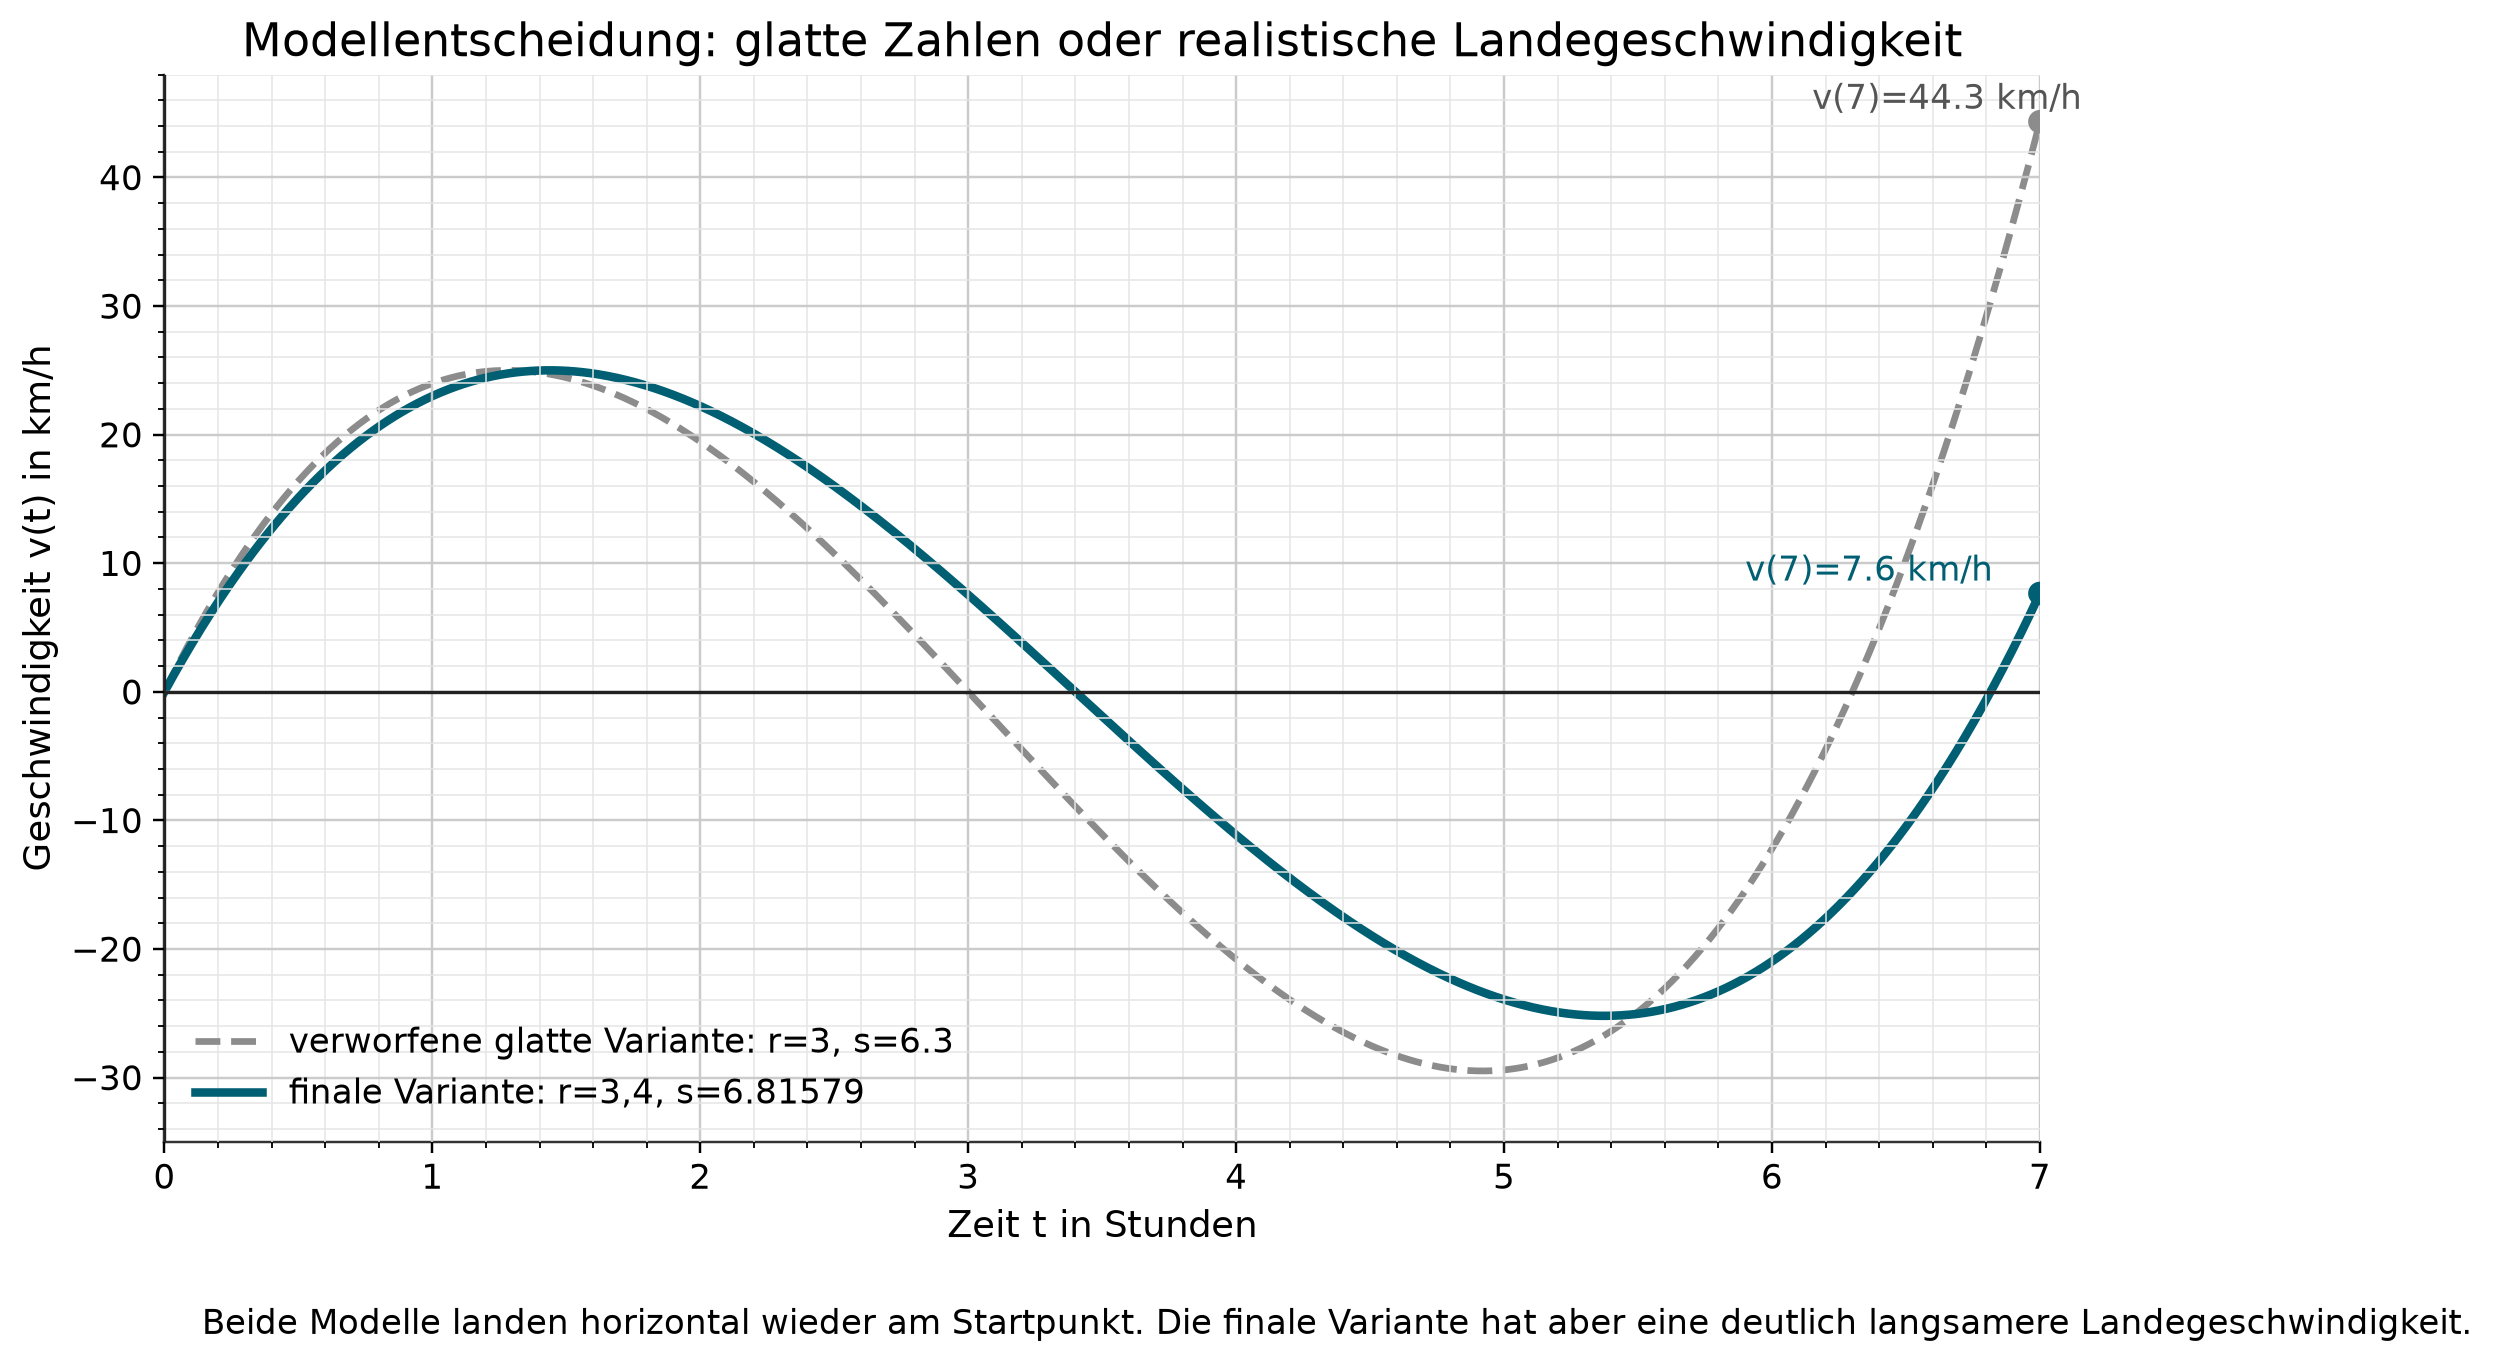 Modellentscheidung: glatte Zahlen oder realistische Landegeschwindigkeit
v(7)=44.3 km/h
40
30
20
10
0
−10
−20
−30
Geschwindigkeit v(t) in km/h
v(7)=7.6 km/h
verworfene glatte Variante: r=3, s=6.3
finale Variante: r=3,4, s=6.81579
0 1 2 3 4 5 6 7
Zeit t in Stunden
Beide Modelle landen horizontal wieder am Startpunkt. Die finale Variante hat aber eine deutlich langsamere Landegeschwindigkeit.